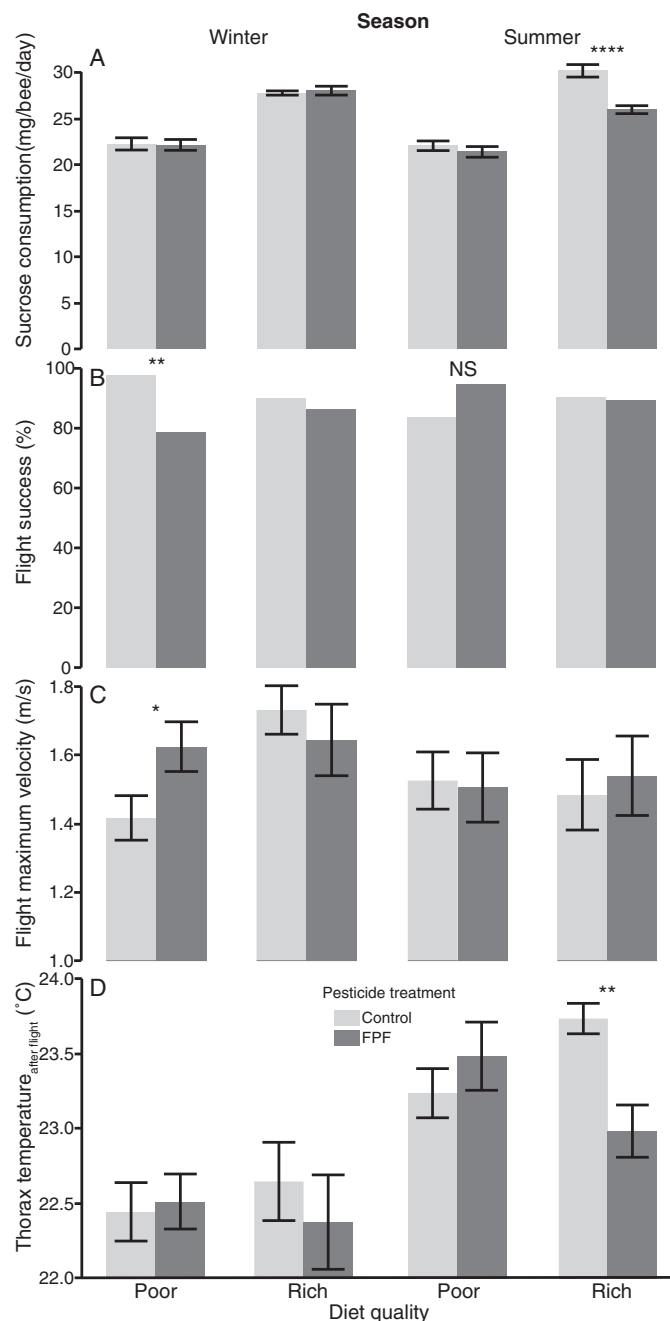 Season
Winter
Summer
A
Sucrose consumption(mg/bee/day)
30
25
20
15
10
5
0
****
B
Flight success (%)
100
80
60
40
20
0
**
NS
C
Flight maximum velocity (m/s)
1.8
1.6
1.4
1.2
1.0
*
D
Thorax temperature after flight (˚C)
24.0
23.5
23.0
22.5
22.0
Pesticide treatment
Control
FPF
**
Poor
Rich
Poor
Rich
Diet quality